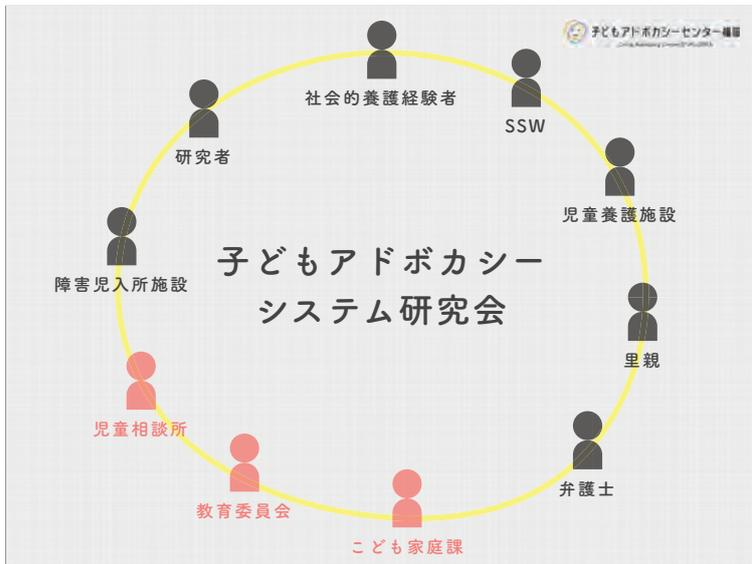 子どもアドボカシーセンター福岡
社会的養護経験者
SSW
研究者
児童養護施設
障害児入所施設
子どもアドボカシー
システム研究会
里親
児童相談所
弁護士
教育委員会
こども家庭課